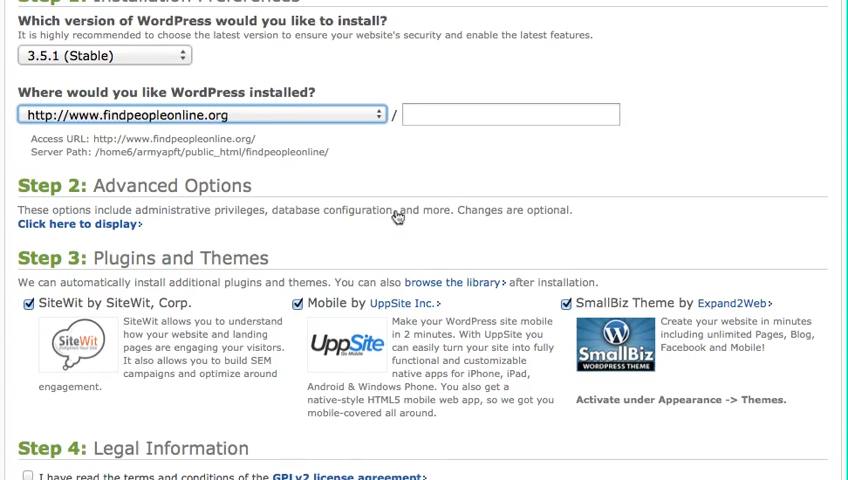 Step 1: Installation Preferences
Which version of WordPress would you like to install?
It is highly recommended to choose the latest version to ensure your website's security and enable the latest features.
3.5.1 (Stable)
Where would you like WordPress installed?
http://www.findpeopleonline.org /
Access URL: http://www.findpeopleonline.org/
Server Path: /home6/armyapft/public_html/findpeopleonline/
Step 2: Advanced Options
These options include administrative privileges, database configuration, and more. Changes are optional.
Click here to display›
Step 3: Plugins and Themes
We can automatically install additional plugins and themes. You can also browse the library› after installation.
SiteWit by SiteWit, Corp.
SiteWit
SiteWit allows you to understand
how your website and landing
pages are engaging your visitors.
It also allows you to build SEM
campaigns and optimize around
engagement.
Mobile by UppSite Inc.›
UppSite
Go Mobile
Make your WordPress site mobile
in 2 minutes. With UppSite you
can easily turn your site into fully
functional and customizable
native apps for iPhone, iPad,
Android & Windows Phone. You also get a
native-style HTML5 mobile web app, so we got you
mobile-covered all around.
SmallBiz Theme by Expand2Web›
SmallBiz
WORDPRESS THEME
Create your website in minutes
including unlimited Pages, Blog,
Facebook and Mobile!
Activate under Appearance -> Themes.
Step 4: Legal Information
I have read the terms and conditions of the GPLv2 license agreement›